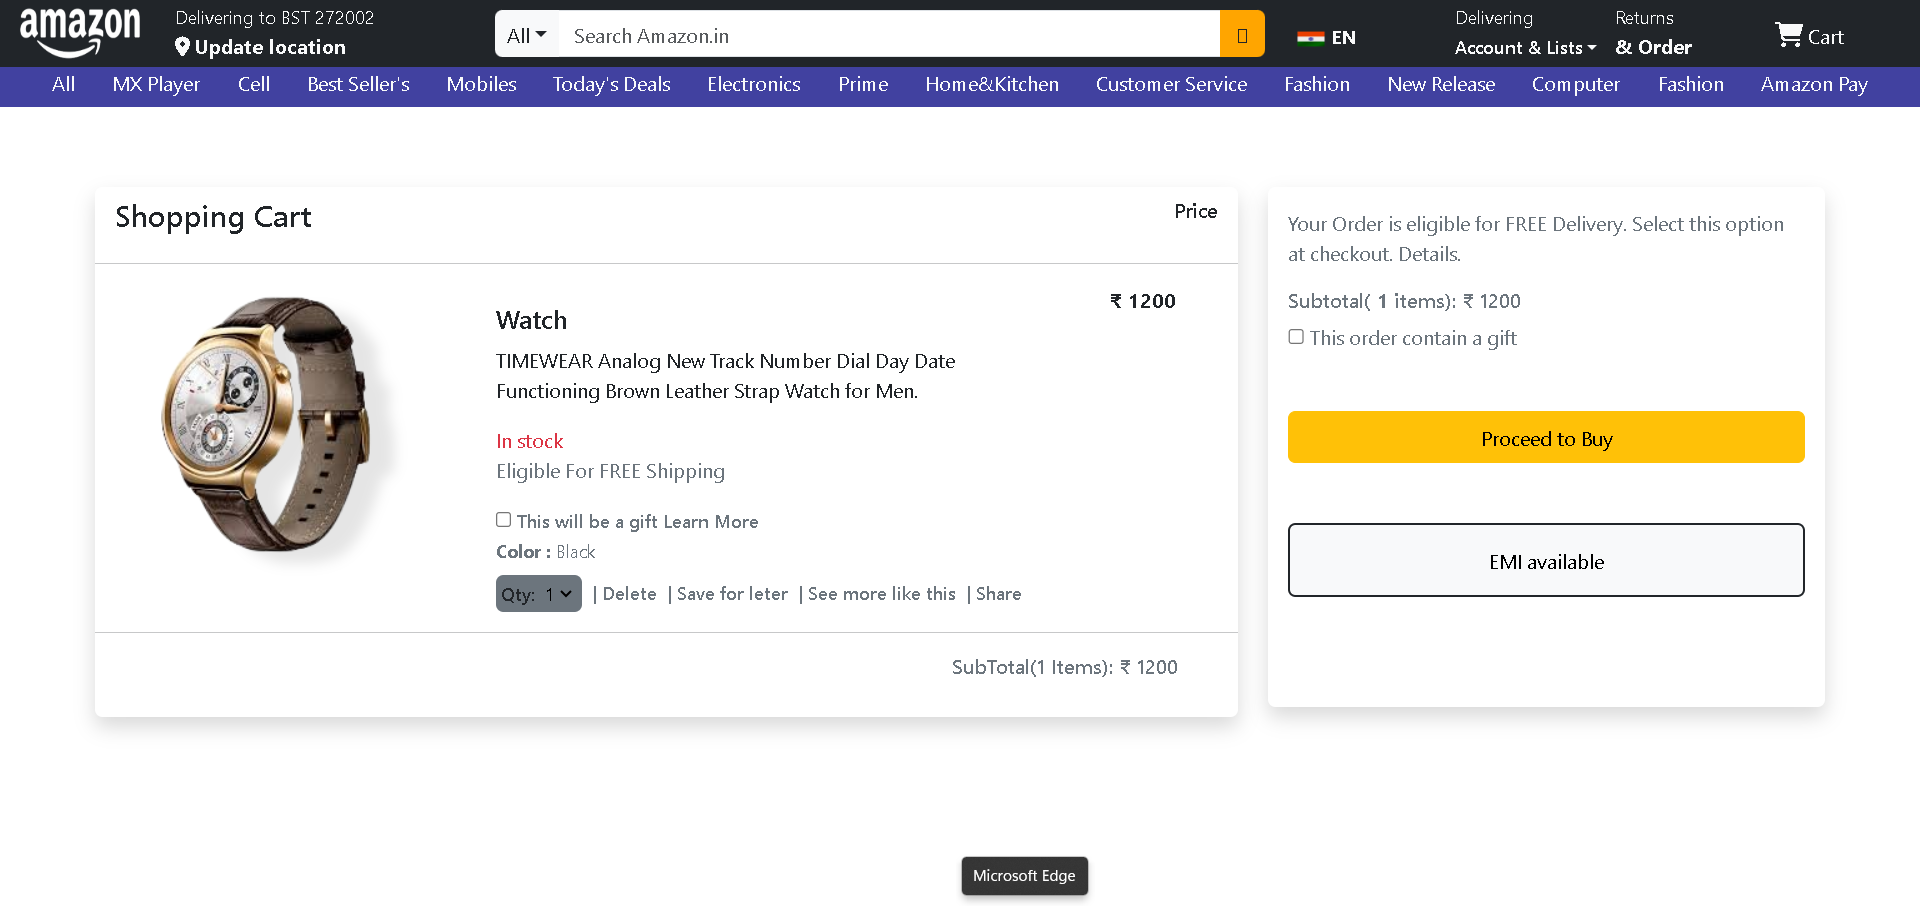 amazon
Delivering to BST 272002
Update location
All
Search Amazon.in
EN
Delivering
Account & Lists
Returns
& Order
Cart
All MX Player Cell Best Seller's Mobiles Today's Deals Electronics Prime Home&Kitchen Customer Service Fashion New Release Computer Fashion Amazon Pay
Shopping Cart
Price
Watch
₹ 1200
TIMEWEAR Analog New Track Number Dial Day Date
Functioning Brown Leather Strap Watch for Men.
In stock
Eligible For FREE Shipping
This will be a gift Learn More
Color : Black
Qty: 1 | Delete | Save for leter | See more like this | Share
SubTotal(1 Items): ₹ 1200
Your Order is eligible for FREE Delivery. Select this option
at checkout. Details.
Subtotal( 1 items): ₹ 1200
This order contain a gift
Proceed to Buy
EMI available
Microsoft Edge